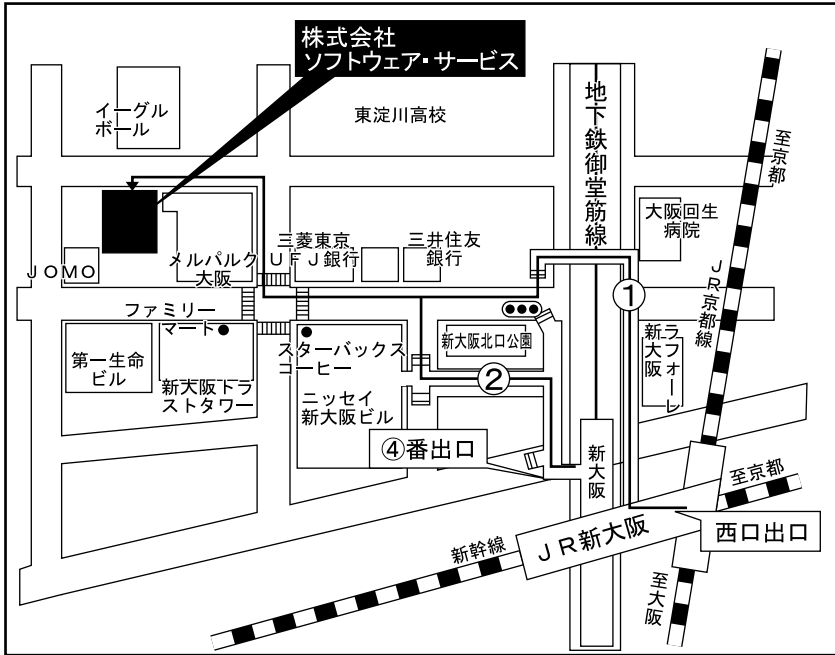 株式会社
ソフトウェア・サービス
イーグル
ボール
東淀川高校
地下鉄御堂筋線
至京都
大阪回生
病院
JR京都線
三菱東京
UFJ銀行
三井住友
銀行
メルパルク
大阪
JOMO
①
ファミリー
マート
スターバックス
コーヒー
新大阪北口公園
ラフォーレ
新大阪
第一生命
ビル
新大阪トラ
ストタワー
ニッセイ
新大阪ビル
②
④番出口
新大阪
至京都
西口出口
JR新大阪
新幹線
至大阪